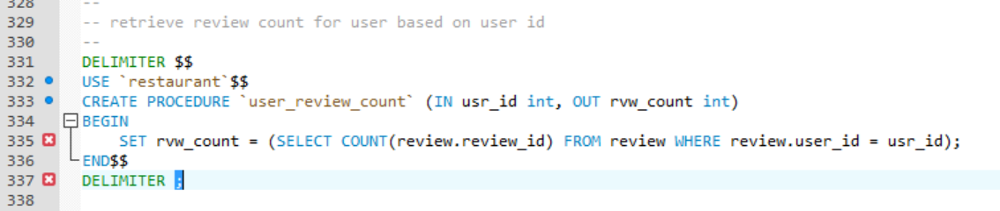 328
329 -- retrieve review count for user based on user id
330 --
331 DELIMITER $$
332 USE `restaurant`$$
333 CREATE PROCEDURE `user_review_count` (IN usr_id int, OUT rvw_count int)
334 BEGIN
335     SET rvw_count = (SELECT COUNT(review.review_id) FROM review WHERE review.user_id = usr_id);
336 END$$
337 DELIMITER ;
338